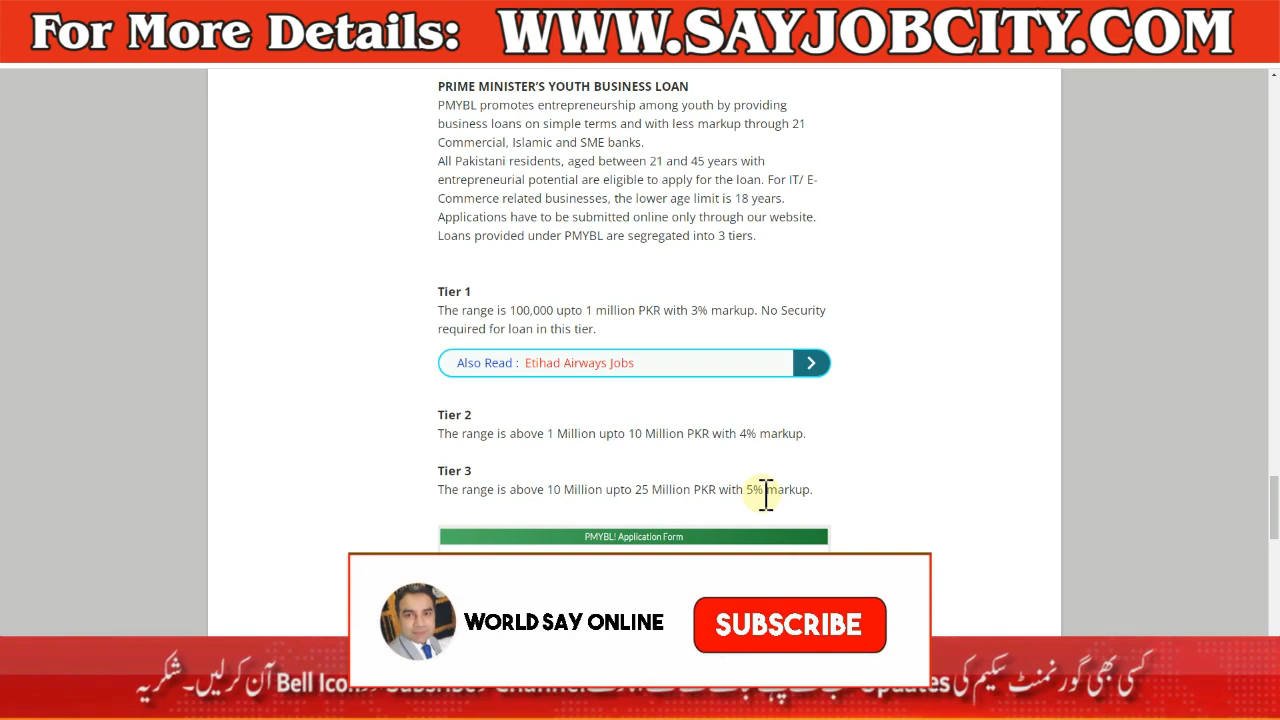 For More Details: WWW.SAYJOBCITY.COM
PRIME MINISTER'S YOUTH BUSINESS LOAN
PMYBL promotes entrepreneurship among youth by providing
business loans on simple terms and with less markup through 21
Commercial, Islamic and SME banks.
All Pakistani residents, aged between 21 and 45 years with
entrepreneurial potential are eligible to apply for the loan. For IT/ E-
Commerce related businesses, the lower age limit is 18 years.
Applications have to be submitted online only through our website.
Loans provided under PMYBL are segregated into 3 tiers.
Tier 1
The range is 100,000 upto 1 million PKR with 3% markup. No Security
required for loan in this tier.
Also Read : Etihad Airways Jobs
Tier 2
The range is above 1 Million upto 10 Million PKR with 4% markup.
Tier 3
The range is above 10 Million upto 25 Million PKR with 5% markup.
PMYBL! Application Form
WORLD SAY ONLINE
SUBSCRIBE
کسی بھی گورنمنٹ سکیم کی Updates Channel Bell Icon آن کرلیں۔ شکریہ